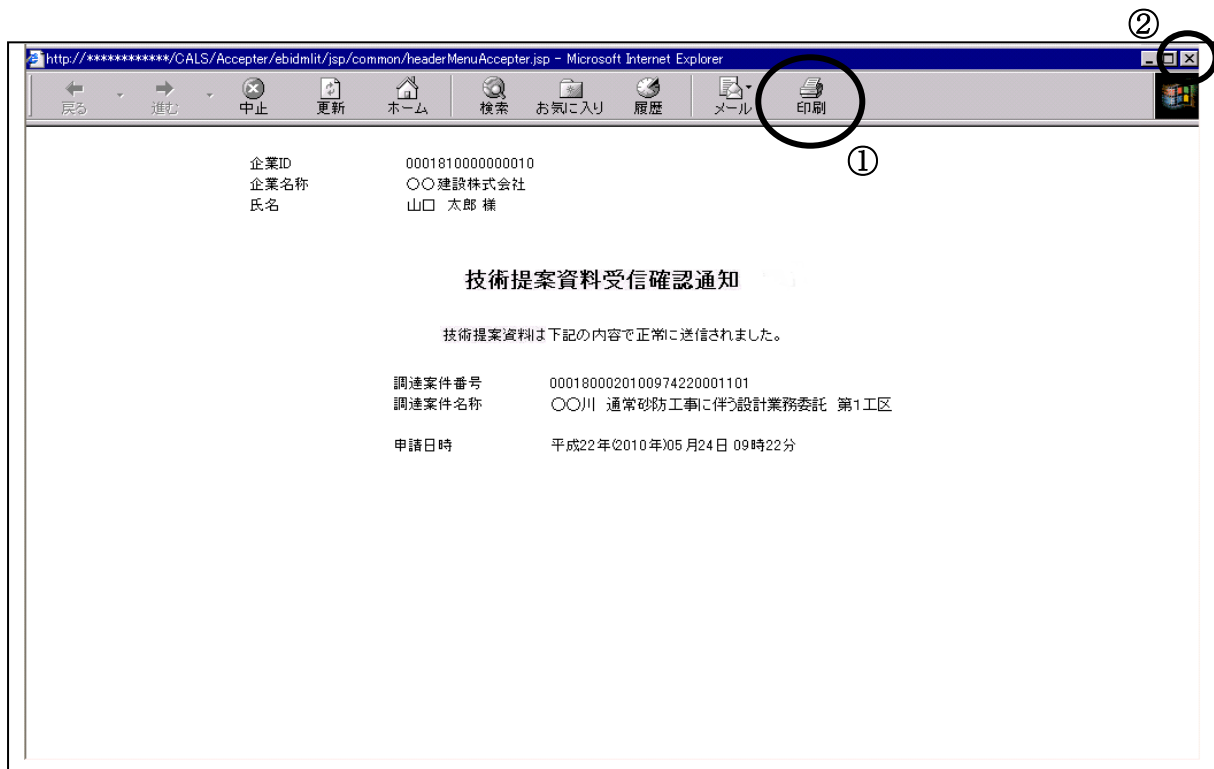 ②
http://************/CALS/Accepter/ebidmlit/jsp/common/headerMenuAccepter.jsp - Microsoft Internet Explorer
戻る 進む 中止 更新 ホーム 検索 お気に入り 履歴 メール 印刷
①
企業ID 0001810000000010
企業名称 〇〇建設株式会社
氏名 山口 太郎 様
技術提案資料受信確認通知
技術提案資料は下記の内容で正常に送信されました。
調達案件番号 0001800020100974220001101
調達案件名称 〇〇川 通常砂防工事に伴う設計業務委託 第1工区
申請日時 平成22年(2010年)05月24日 09時22分